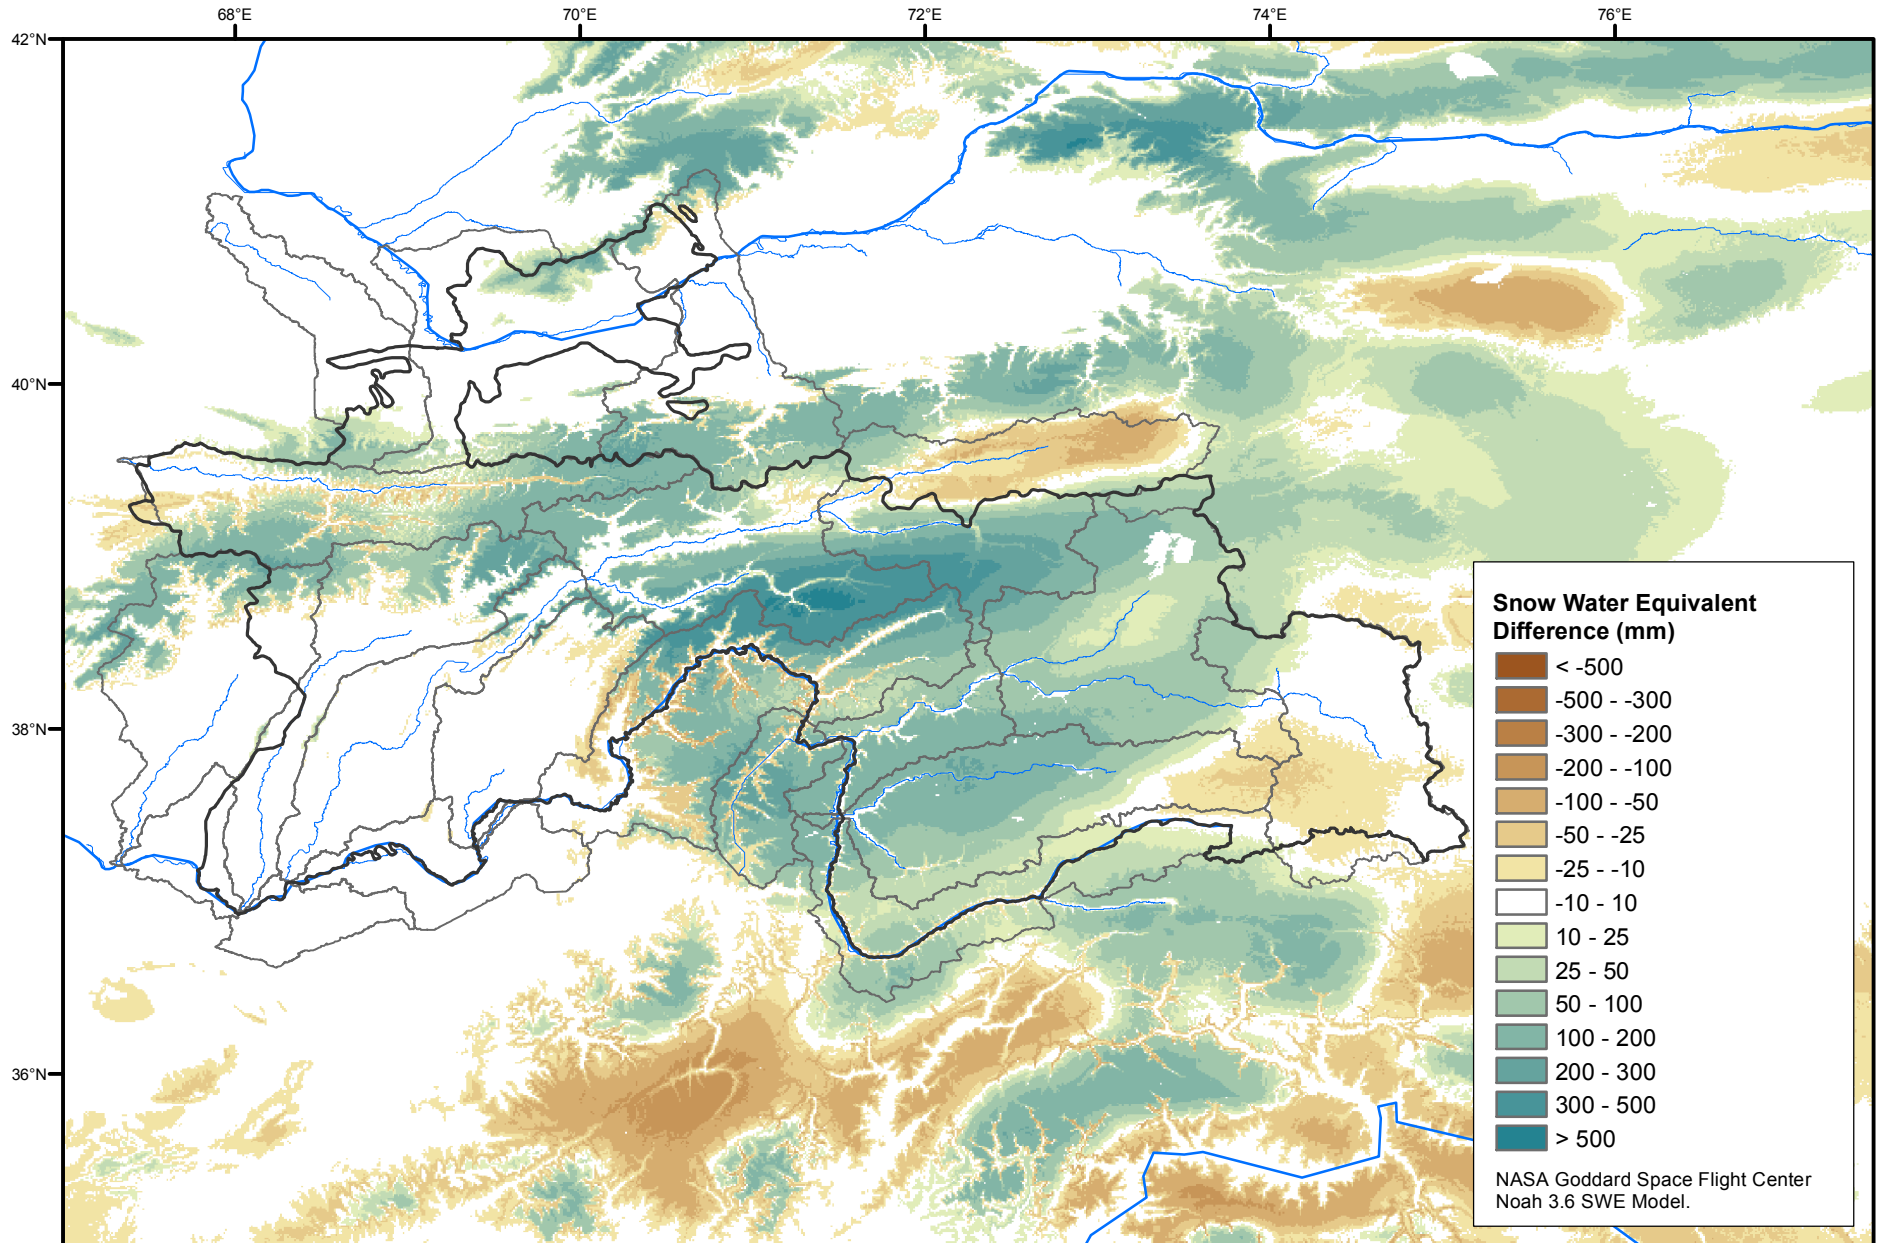 68°E
70°E
72°E
74°E
76°E
42°N
40°N
38°N
36°N
Snow Water Equivalent
Difference (mm)
< -500
-500 - -300
-300 - -200
-200 - -100
-100 - -50
-50 - -25
-25 - -10
-10 - 10
10 - 25
25 - 50
50 - 100
100 - 200
200 - 300
300 - 500
> 500
NASA Goddard Space Flight Center
Noah 3.6 SWE Model.